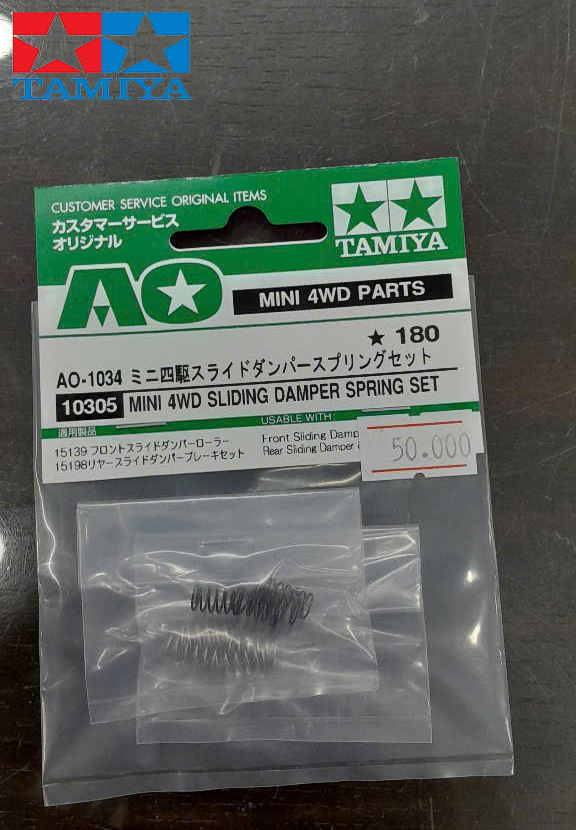 TAMIYA
CUSTOMER SERVICE ORIGINAL ITEMS
カスタマーサービス
オリジナル
TAMIYA
AO
MINI 4WD PARTS
★ 180
AO-1034 ミニ四駆スライドダンパースプリングセット
10305 MINI 4WD SLIDING DAMPER SPRING SET
適用製品
USABLE WITH:
15139 フロントスライドダンパーローラー
Front Sliding Damp
15198 リヤースライドダンパーブレーキセット
Rear Sliding Damper
50.000